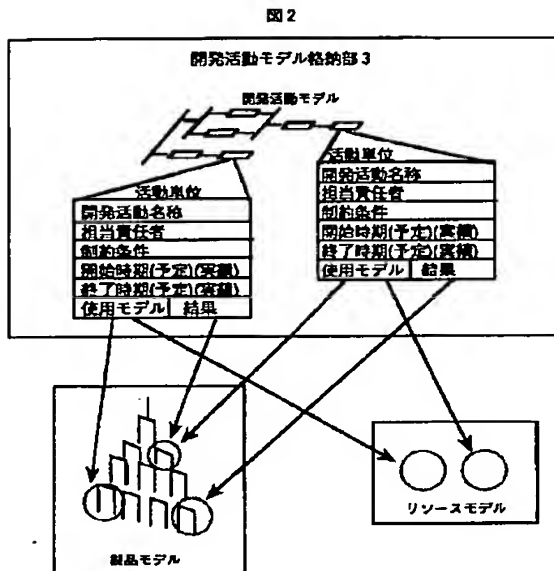 図2
開発活動モデル格納部3
開発活動モデル
活動単位
開発活動名称
担当責任者
制約条件
開始時期(予定)(実績)
終了時期(予定)(実績)
使用モデル 結果
活動単位
開発活動名称
担当責任者
制約条件
開始時期(予定)(実績)
終了時期(予定)(実績)
使用モデル 結果
製品モデル
リソースモデル